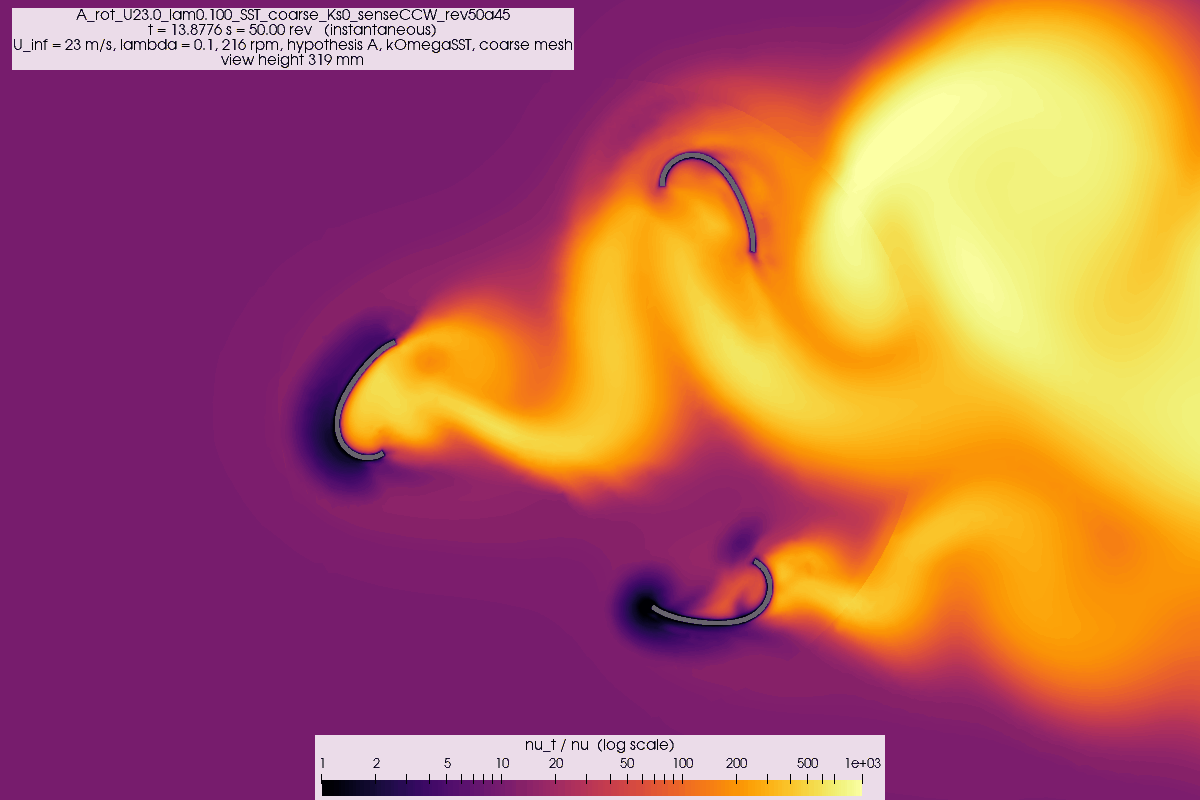 A_rot_U23.0_lam0.100_SST_coarse_Ks0_senseCCW_rev50a45
t = 13.8776 s = 50.00 rev (instantaneous)
U_inf = 23 m/s, lambda = 0.1, 216 rpm, hypothesis A, kOmegaSST, coarse mesh
view height 319 mm
nu_t / nu (log scale)
1 2 5 10 20 50 100 200 500 1e+03